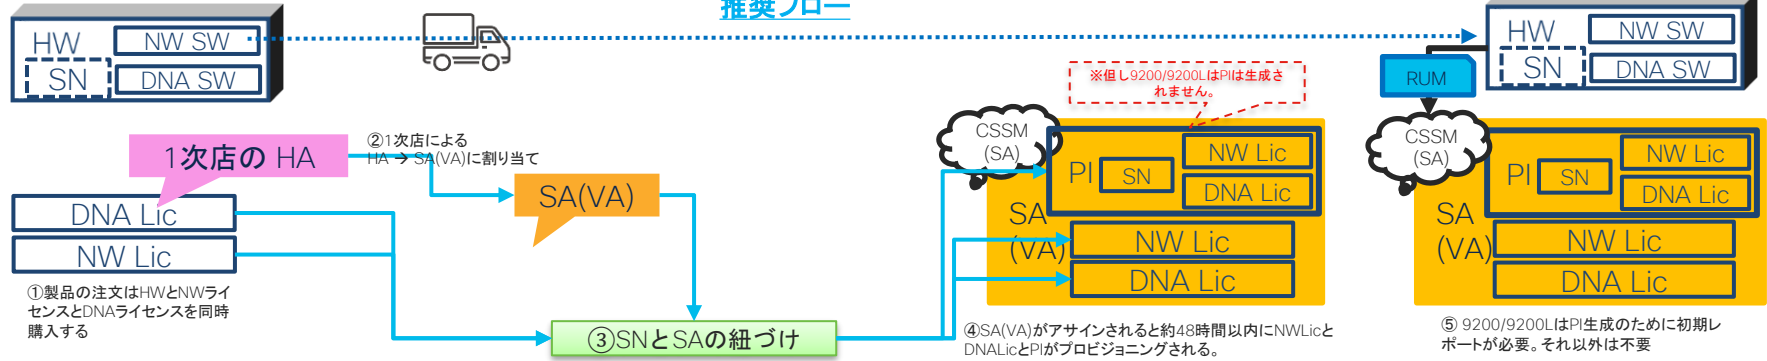 推奨フロー
HW
NW SW
SN
DNA SW
HW
NW SW
SN
DNA SW
RUM
※但し9200/9200LはPIは生成さ
れません。
1次店の HA
②1次店による
HA → SA(VA)に割り当て
SA(VA)
DNA Lic
NW Lic
①製品の注文はHWとNWライ
センスとDNAライセンスを同時
購入する
③SNとSAの紐づけ
CSSM
(SA)
PI
SN
NW Lic
DNA Lic
SA
(VA)
NW Lic
DNA Lic
④SA(VA)がアサインされると約48時間以内にNWLicと
DNALicとPIがプロビジョニングされる。
CSSM
(SA)
PI
SN
NW Lic
DNA Lic
SA
(VA)
NW Lic
DNA Lic
⑤ 9200/9200LはPI生成のために初期レ
ポートが必要。それ以外は不要